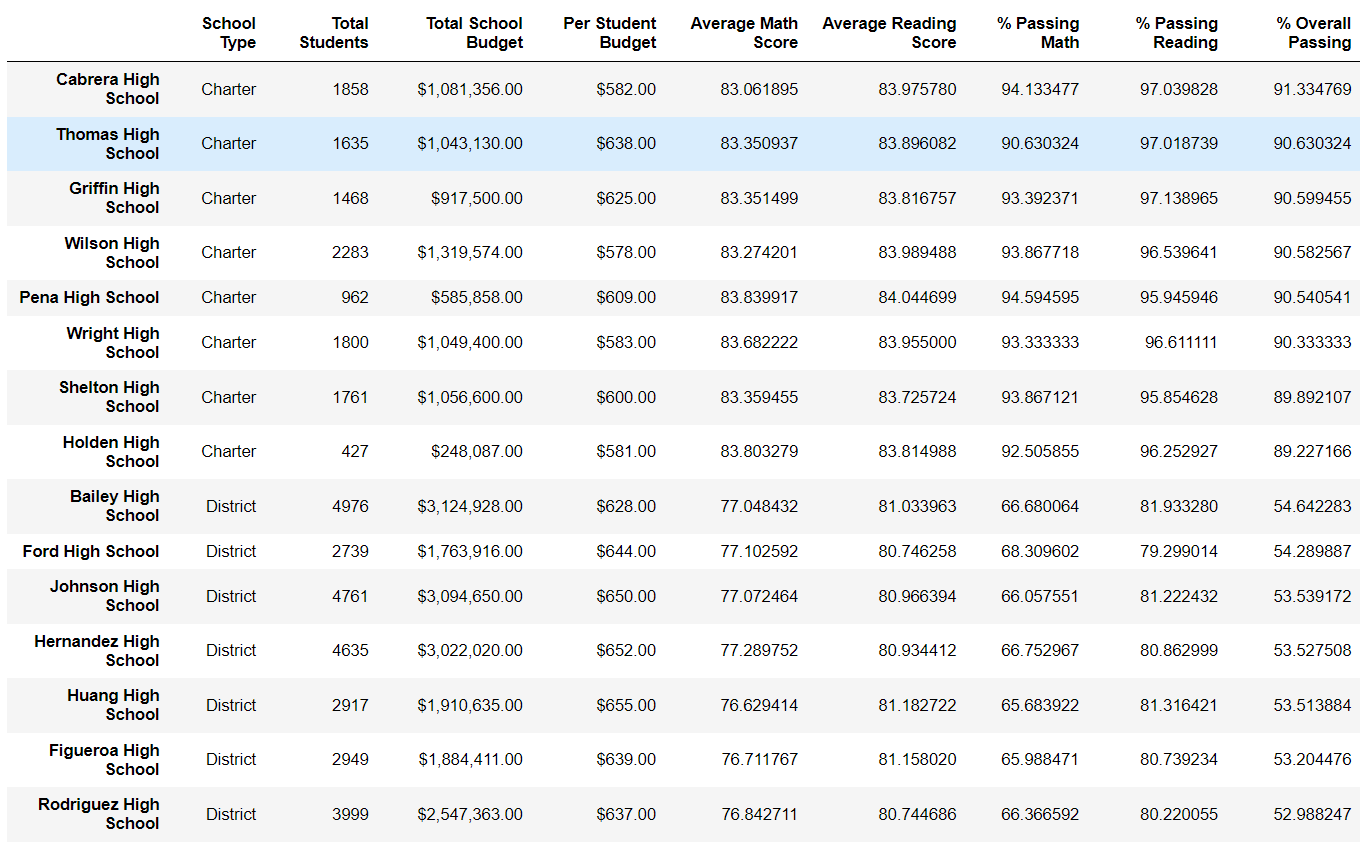 School Type Total Students Total School Budget Per Student Budget Average Math Score Average Reading Score % Passing Math % Passing Reading % Overall Passing
Cabrera High School Charter 1858 $1,081,356.00 $582.00 83.061895 83.975780 94.133477 97.039828 91.334769
Thomas High School Charter 1635 $1,043,130.00 $638.00 83.350937 83.896082 90.630324 97.018739 90.630324
Griffin High School Charter 1468 $917,500.00 $625.00 83.351499 83.816757 93.392371 97.138965 90.599455
Wilson High School Charter 2283 $1,319,574.00 $578.00 83.274201 83.989488 93.867718 96.539641 90.582567
Pena High School Charter 962 $585,858.00 $609.00 83.839917 84.044699 94.594595 95.945946 90.540541
Wright High School Charter 1800 $1,049,400.00 $583.00 83.682222 83.955000 93.333333 96.611111 90.333333
Shelton High School Charter 1761 $1,056,600.00 $600.00 83.359455 83.725724 93.867121 95.854628 89.892107
Holden High School Charter 427 $248,087.00 $581.00 83.803279 83.814988 92.505855 96.252927 89.227166
Bailey High School District 4976 $3,124,928.00 $628.00 77.048432 81.033963 66.680064 81.933280 54.642283
Ford High School District 2739 $1,763,916.00 $644.00 77.102592 80.746258 68.309602 79.299014 54.289887
Johnson High School District 4761 $3,094,650.00 $650.00 77.072464 80.966394 66.057551 81.222432 53.539172
Hernandez High School District 4635 $3,022,020.00 $652.00 77.289752 80.934412 66.752967 80.862999 53.527508
Huang High School District 2917 $1,910,635.00 $655.00 76.629414 81.182722 65.683922 81.316421 53.513884
Figueroa High School District 2949 $1,884,411.00 $639.00 76.711767 81.158020 65.988471 80.739234 53.204476
Rodriguez High School District 3999 $2,547,363.00 $637.00 76.842711 80.744686 66.366592 80.220055 52.988247